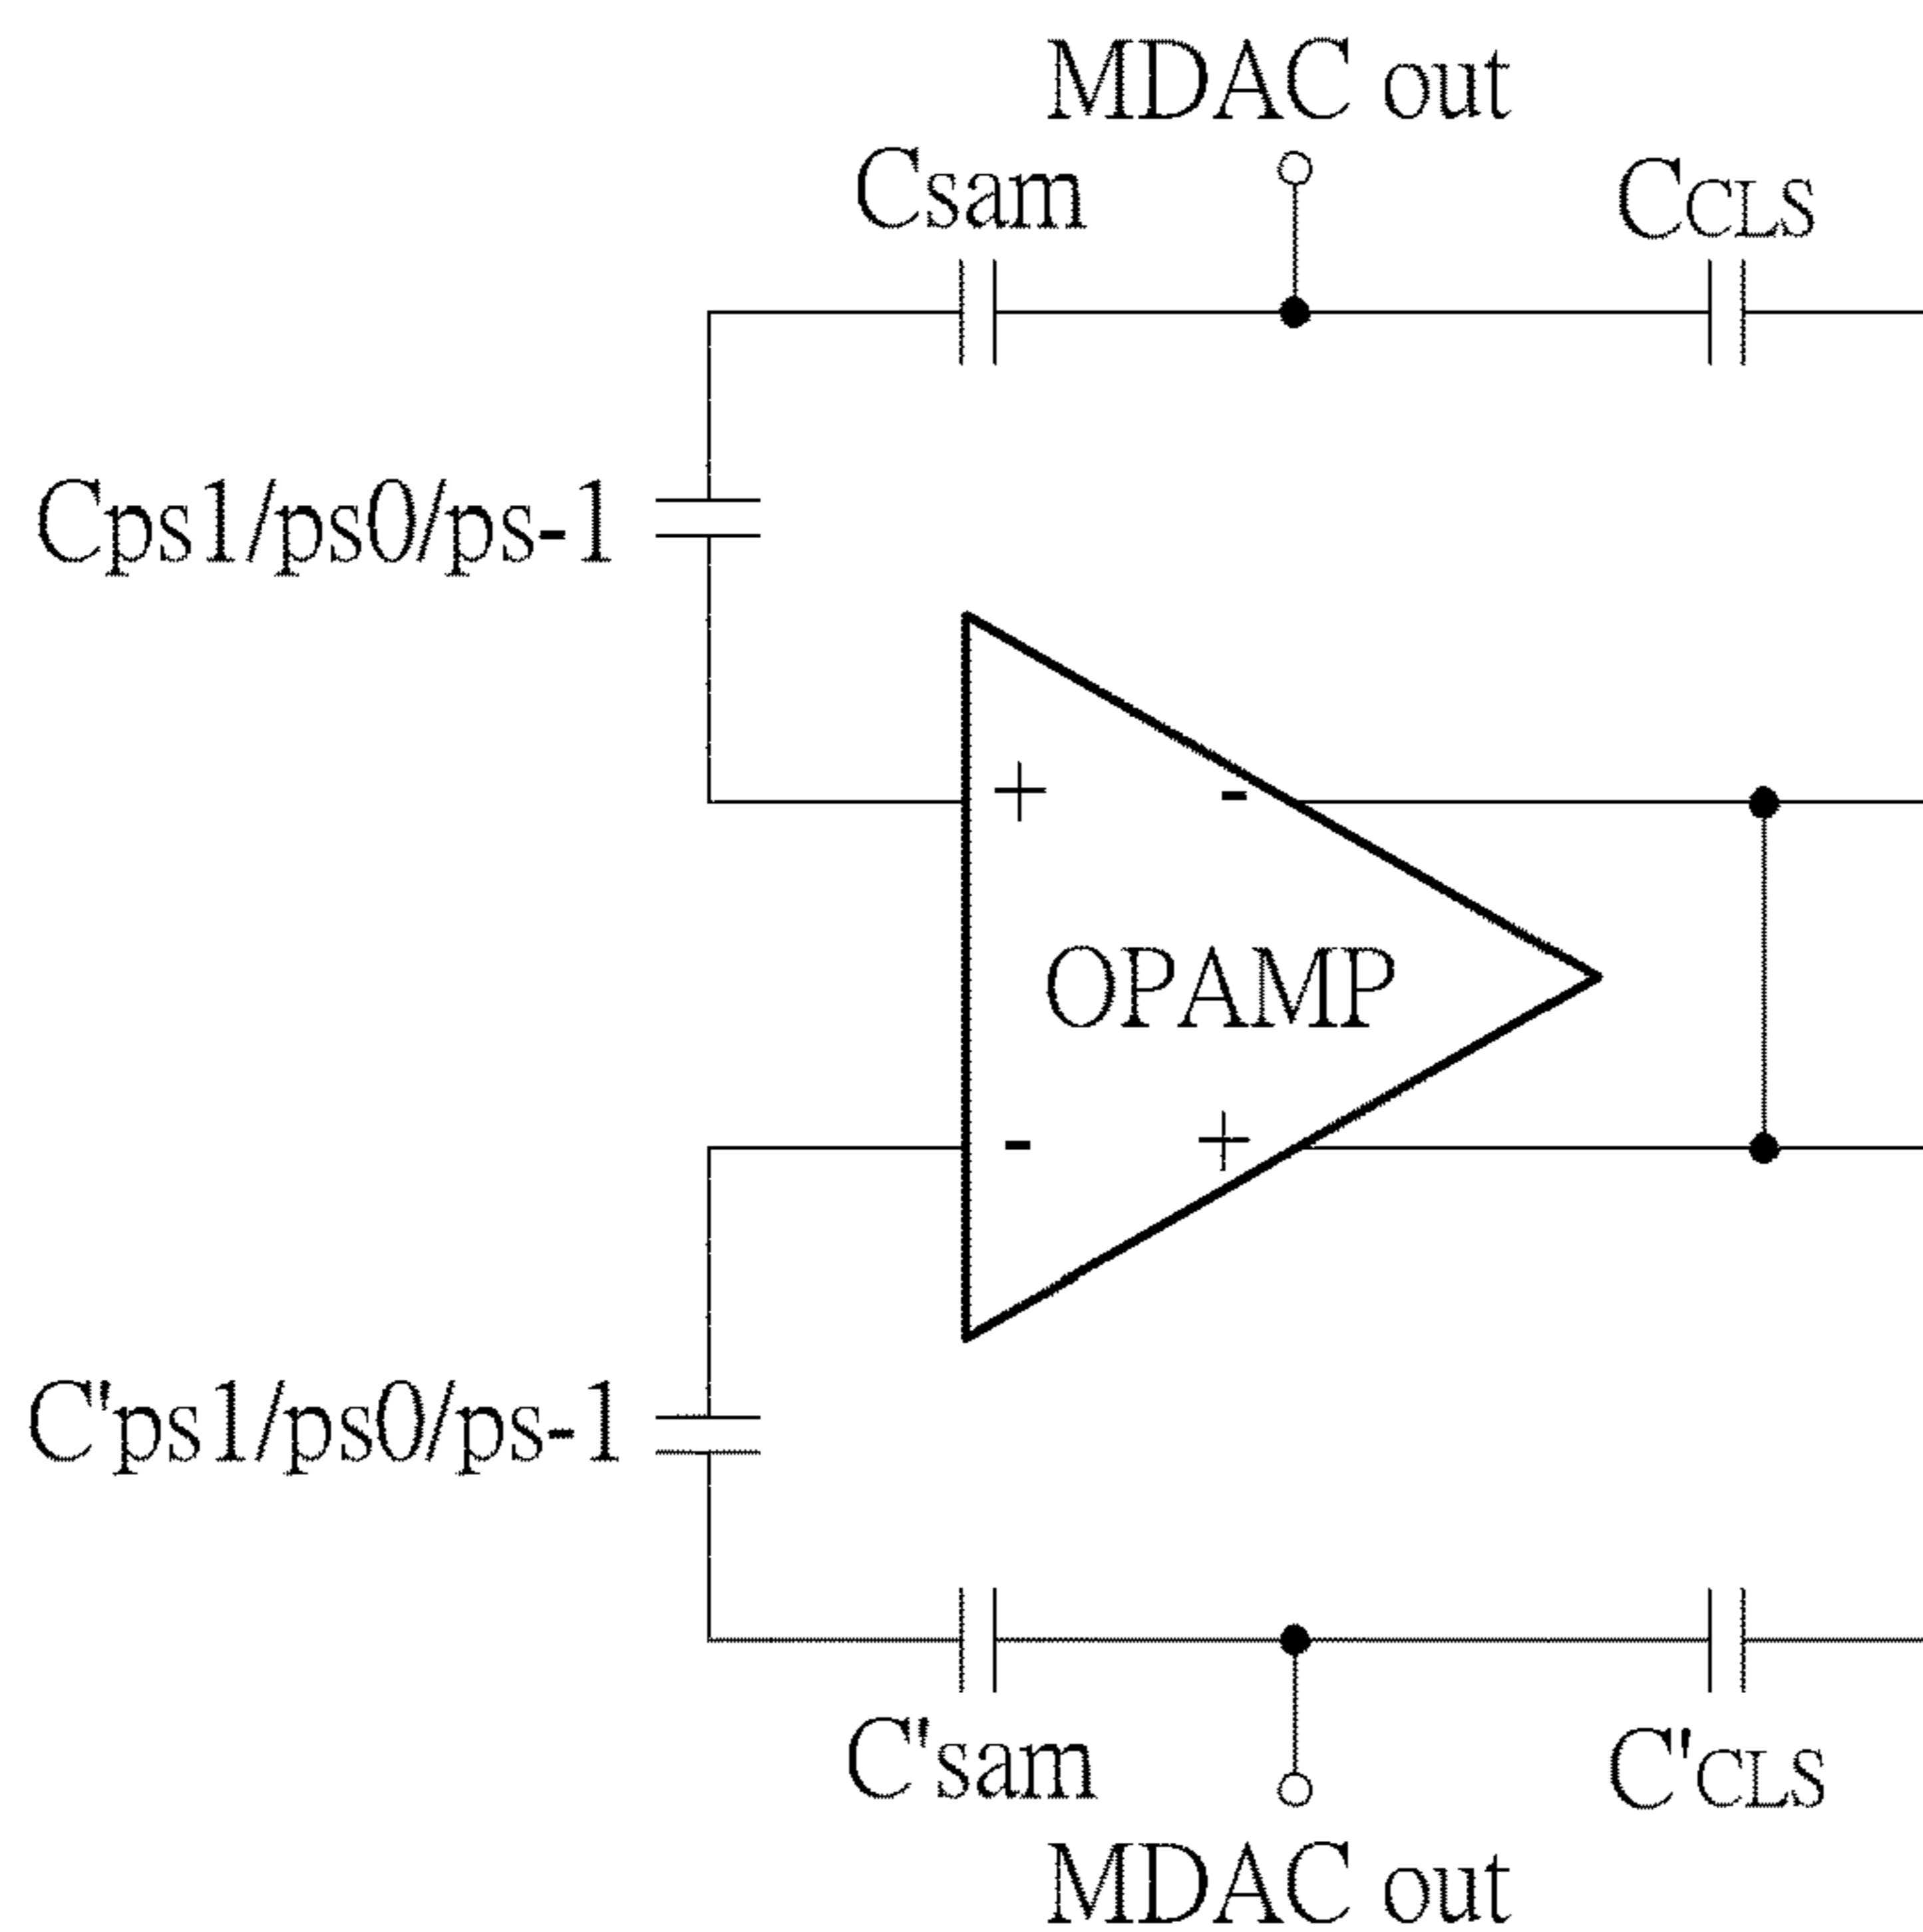 MDAC out
Csam
CCLS
Cps1/ps0/ps-1
+
-
OPAMP
-
+
C'ps1/ps0/ps-1
C'sam
C'CLS
MDAC out